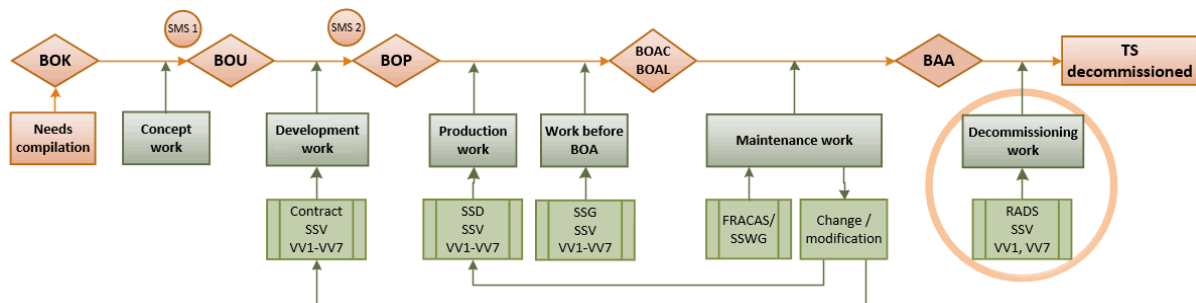 SMS 1
SMS 2
BOK
BOU
BOP
BOAC
BOAL
BAA
TS
decommissioned
Needs
compilation
Concept
work
Development
work
Production
work
Work before
BOA
Maintenance work
Decommissioning
work
Contract
SSV
VV1-VV7
SSD
SSV
VV1-VV7
SSG
SSV
VV1-VV7
FRACAS/
SSWG
Change /
modification
RADS
SSV
VV1, VV7